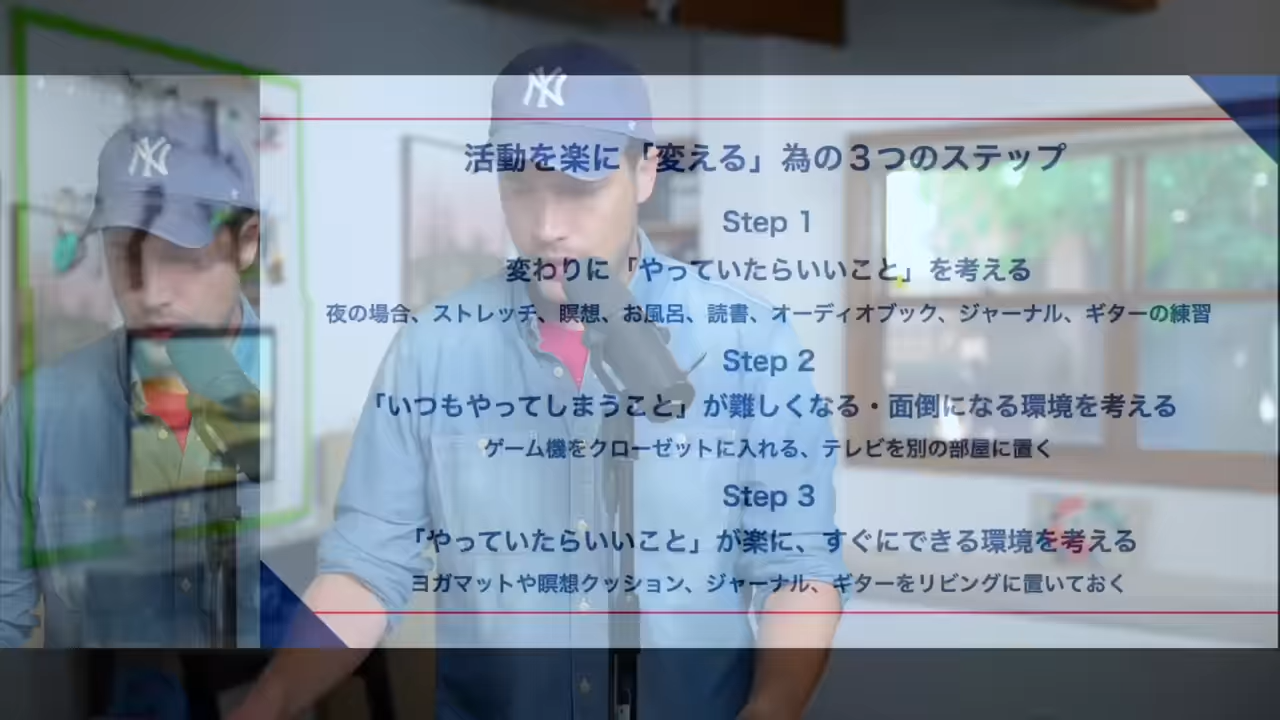 活動を楽に「変える」為の３つのステップ
Step 1
変わりに「やっていたらいいこと」を考える
夜の場合、ストレッチ、瞑想、お風呂、読書、オーディオブック、ジャーナル、ギターの練習
Step 2
「いつもやってしまうこと」が難しくなる・面倒になる環境を考える
ゲーム機をクローゼットに入れる、テレビを別の部屋に置く
Step 3
「やっていたらいいこと」が楽に、すぐにできる環境を考える
ヨガマットや瞑想クッション、ジャーナル、ギターをリビングに置いておく
NY
NY